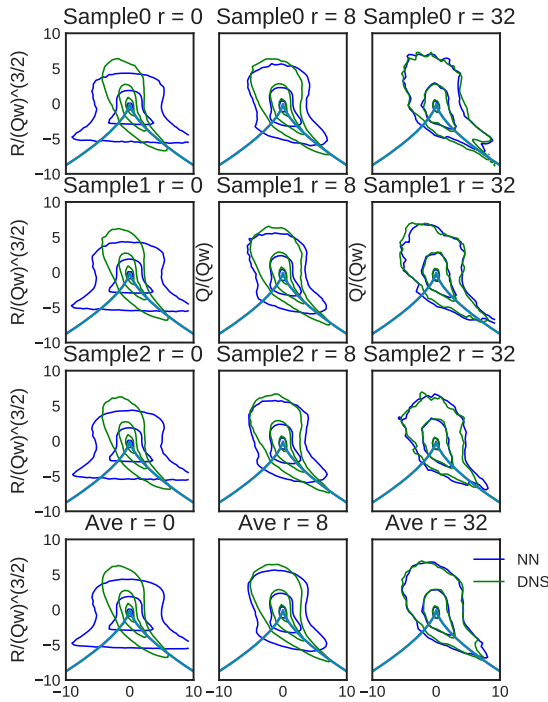 Sample0 r = 0 Sample0 r = 8 Sample0 r = 32
10
5
0
−5
−10
R/(Qw)^(3/2)
Sample1 r = 0 Sample1 r = 8 Sample1 r = 32
10
5
0
−5
−10
R/(Qw)^(3/2)
Q/(Qw)
Q/(Qw)
Sample2 r = 0 Sample2 r = 8 Sample2 r = 32
10
5
0
−5
−10
R/(Qw)^(3/2)
Ave r = 0 Ave r = 8 Ave r = 32
10
5
0
−5
−10
R/(Qw)^(3/2)
NN
DNS
−10 0 10 −10 0 10 −10 0 10